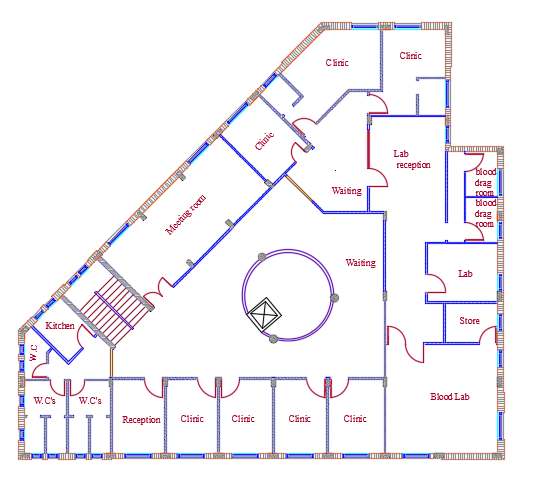 Clinic
Clinic
Clinic
Lab
reception
blood
drag
room
blood
drag
room
Waiting
Meeting room
Waiting
Lab
Kitchen
Store
W.C
W.C's
W.C's
Reception
Clinic
Clinic
Clinic
Clinic
Blood Lab